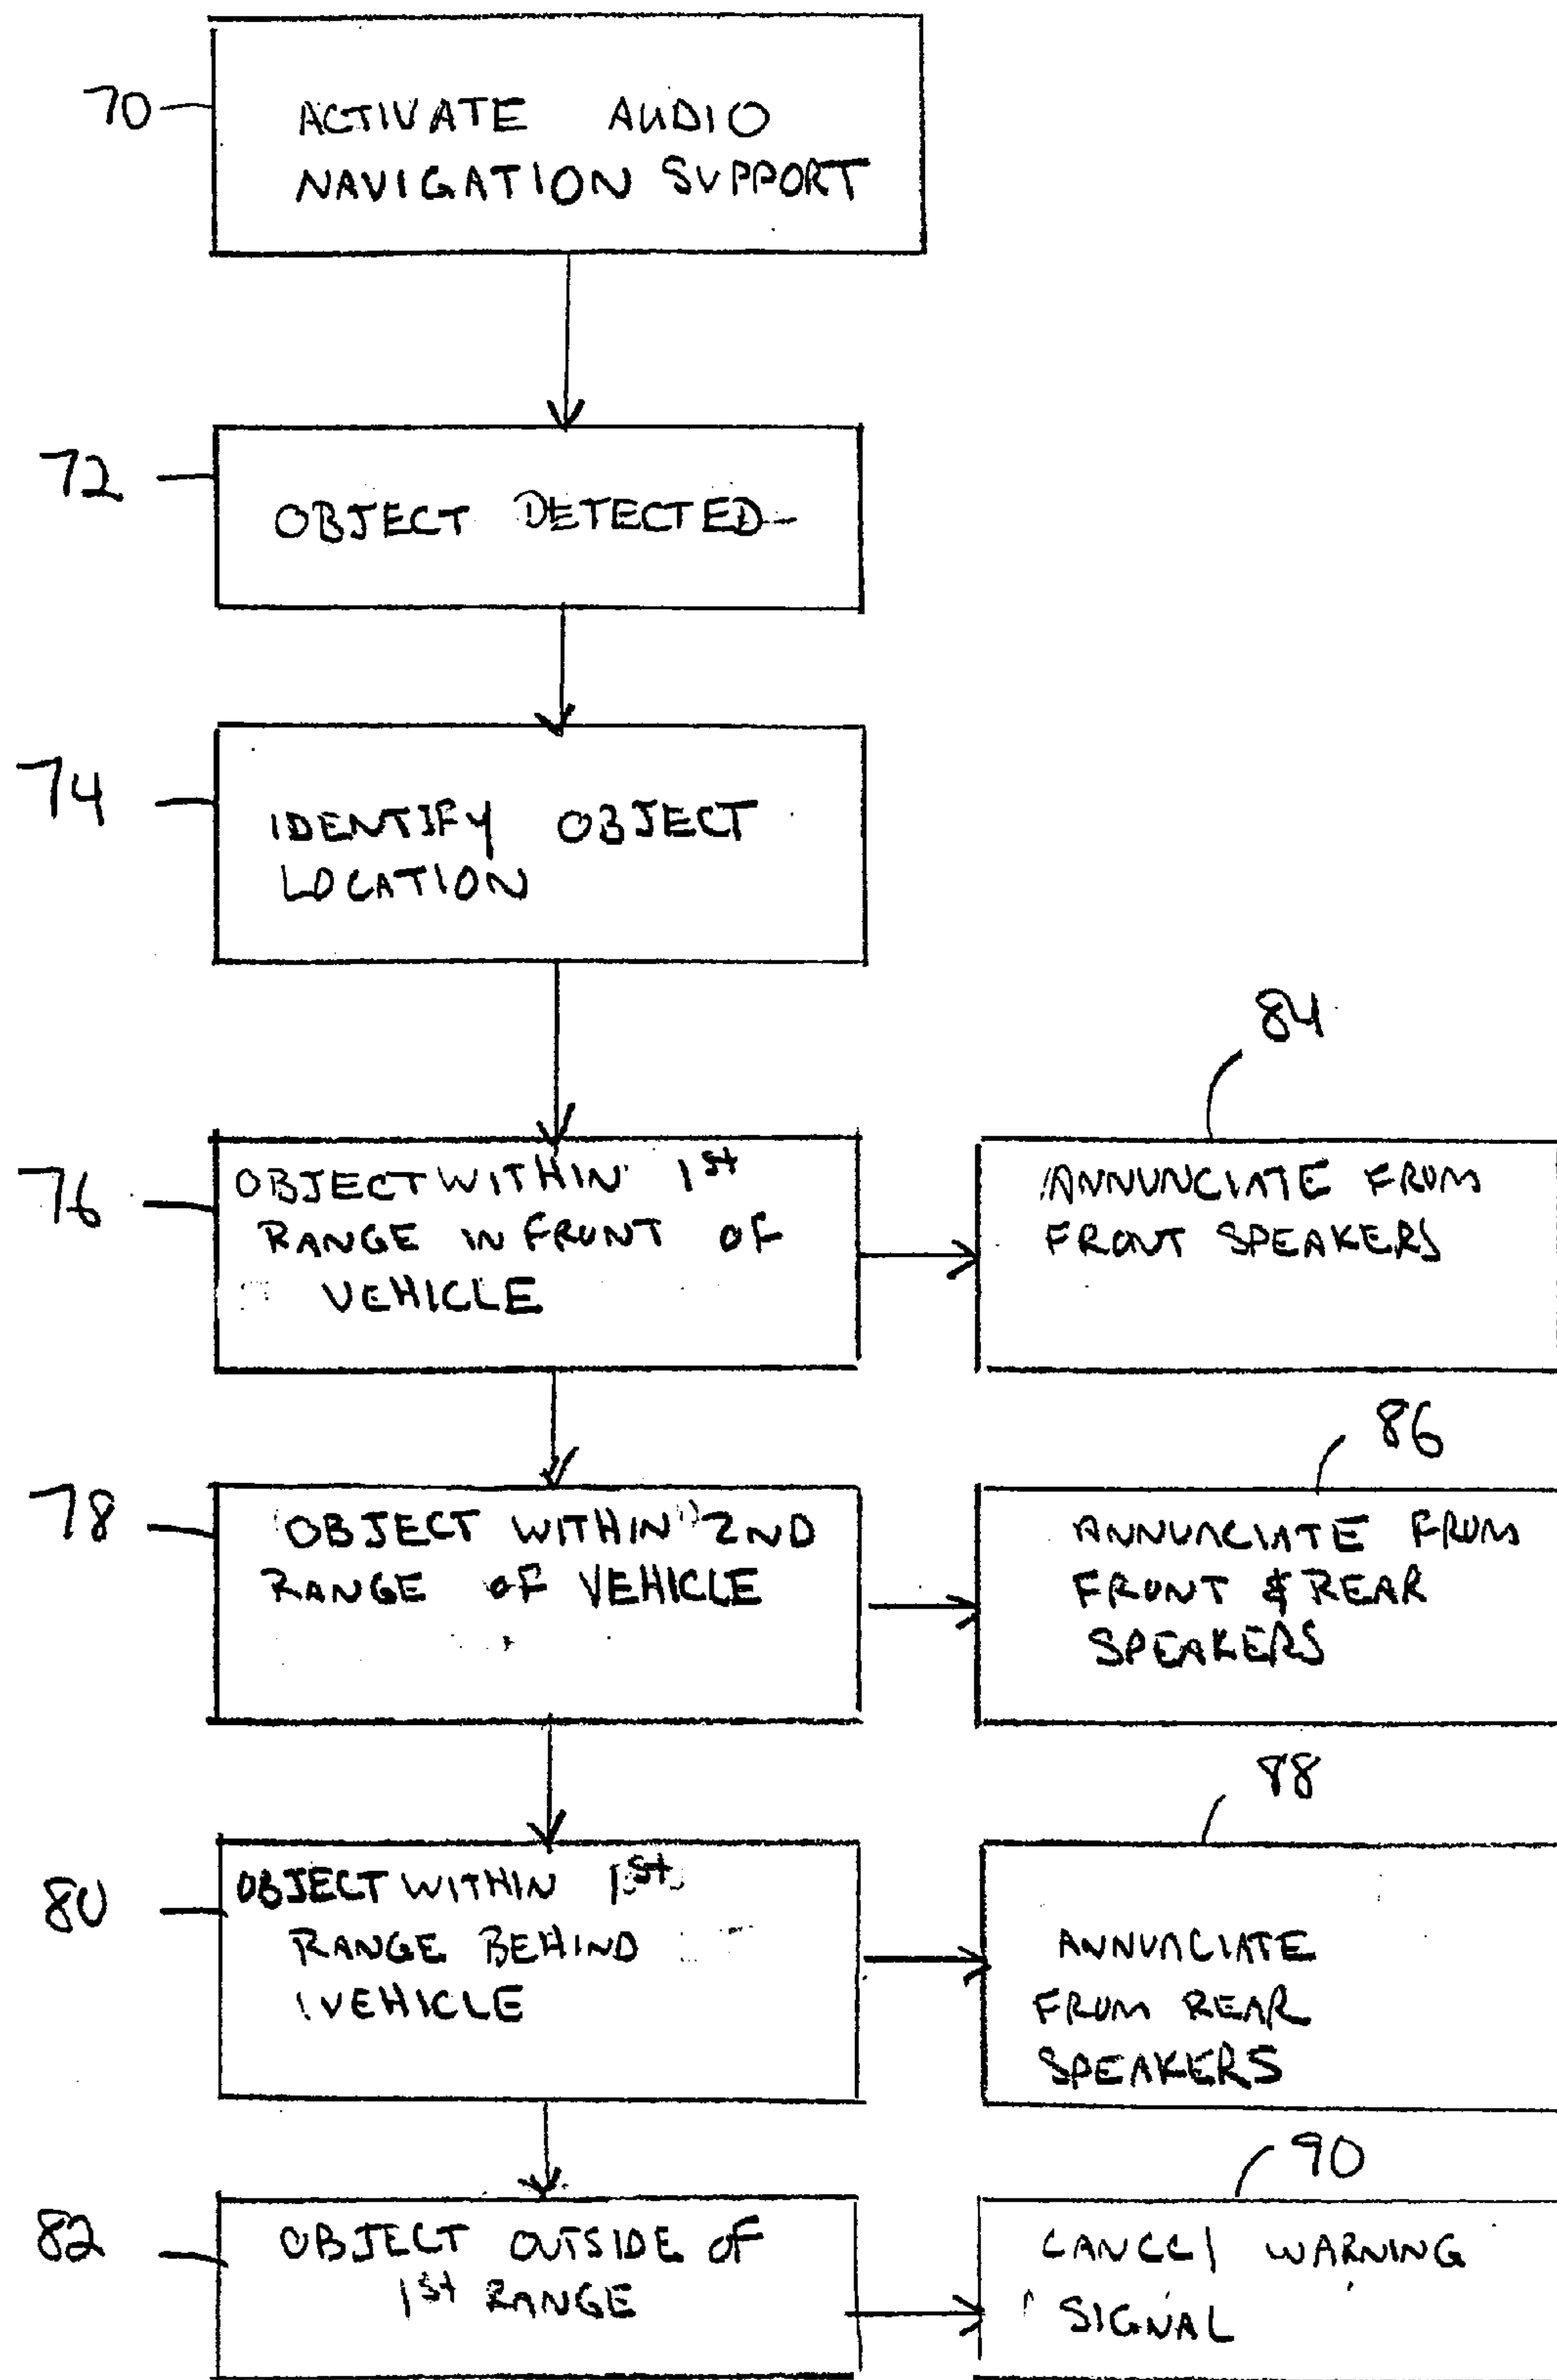 70
ACTIVATE AUDIO
NAVIGATION SUPPORT
72
OBJECT DETECTED
74
IDENTIFY OBJECT
LOCATION
76
OBJECT WITHIN 1st
RANGE IN FRONT OF
VEHICLE
84
ANNUNCIATE FROM
FRONT SPEAKERS
78
OBJECT WITHIN 2ND
RANGE OF VEHICLE
86
ANNUNCIATE FROM
FRONT & REAR
SPEAKERS
80
OBJECT WITHIN 1st
RANGE BEHIND
VEHICLE
88
ANNUNCIATE
FROM REAR
SPEAKERS
82
OBJECT OUTSIDE OF
1st RANGE
90
CANCEL WARNING
SIGNAL